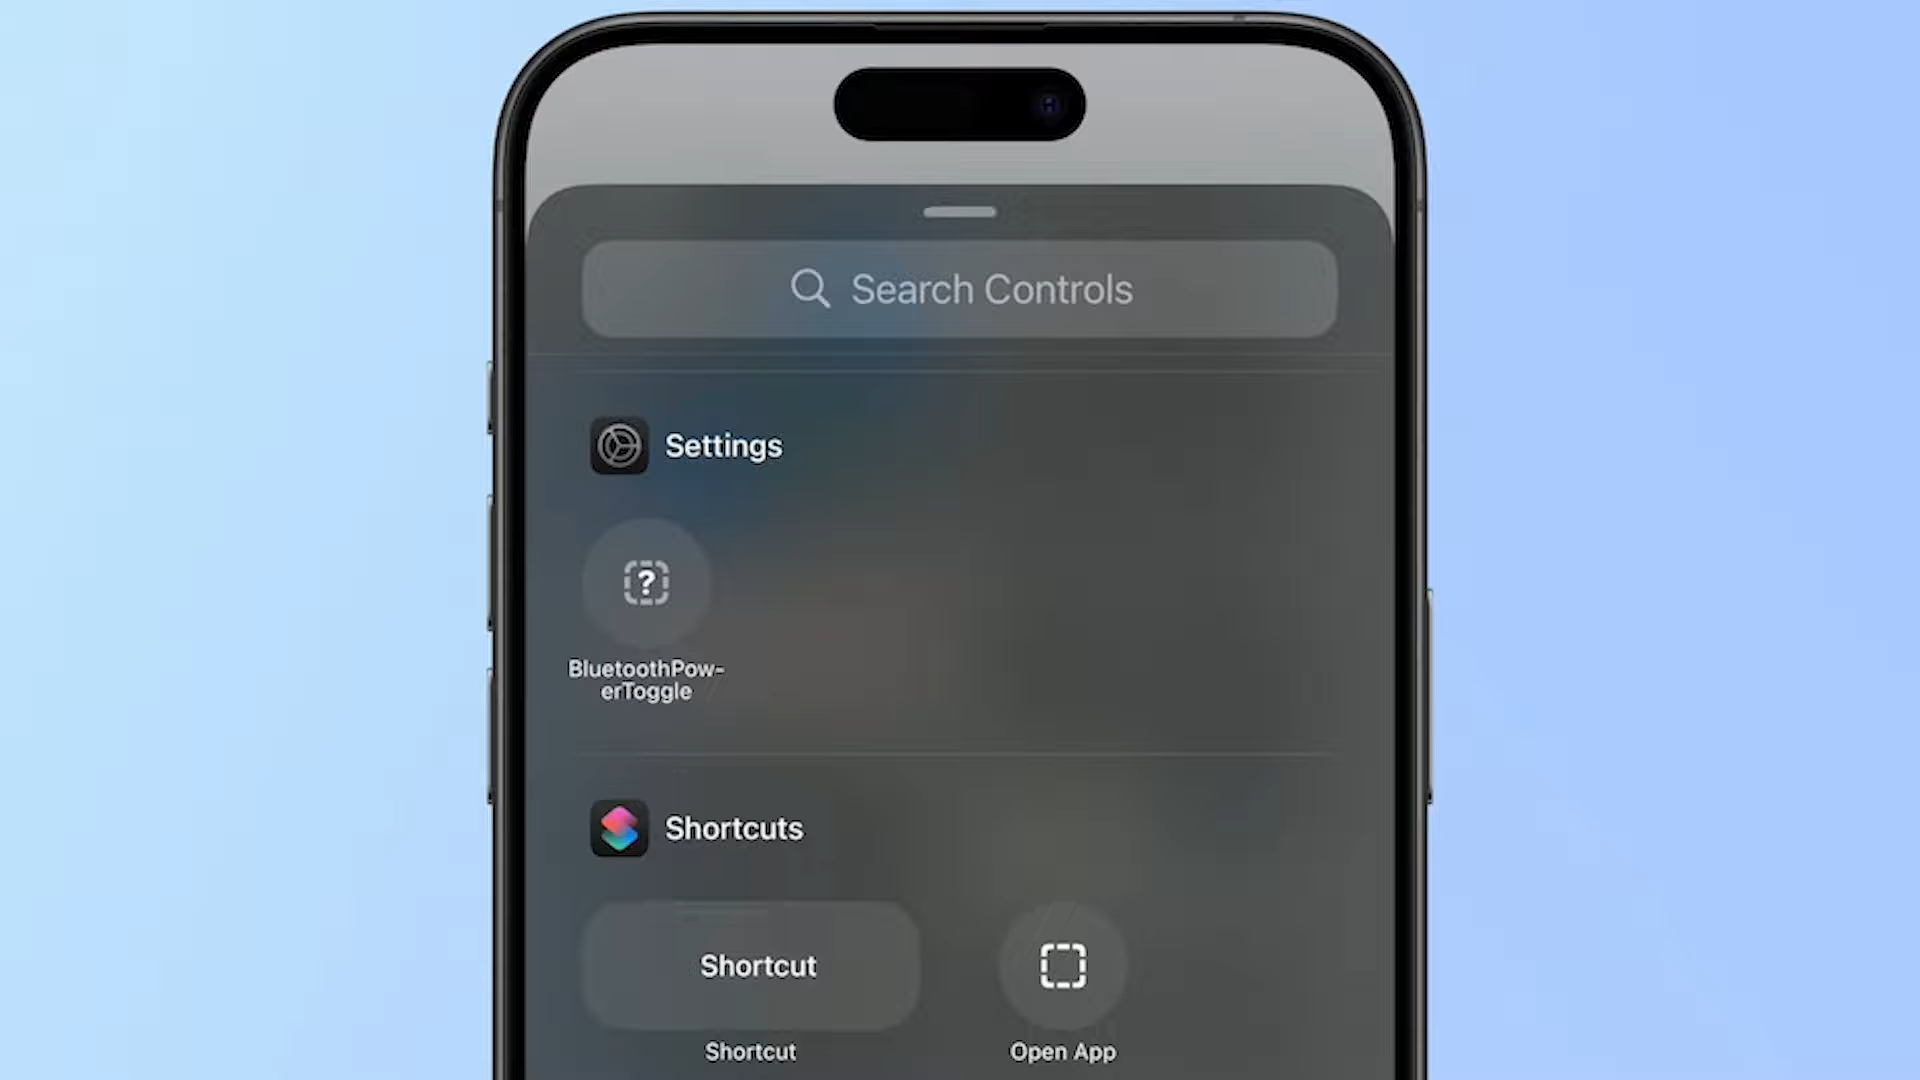 Search Controls
Settings
?
BluetoothPow-
erToggle
Shortcuts
Shortcut
Shortcut
Open App